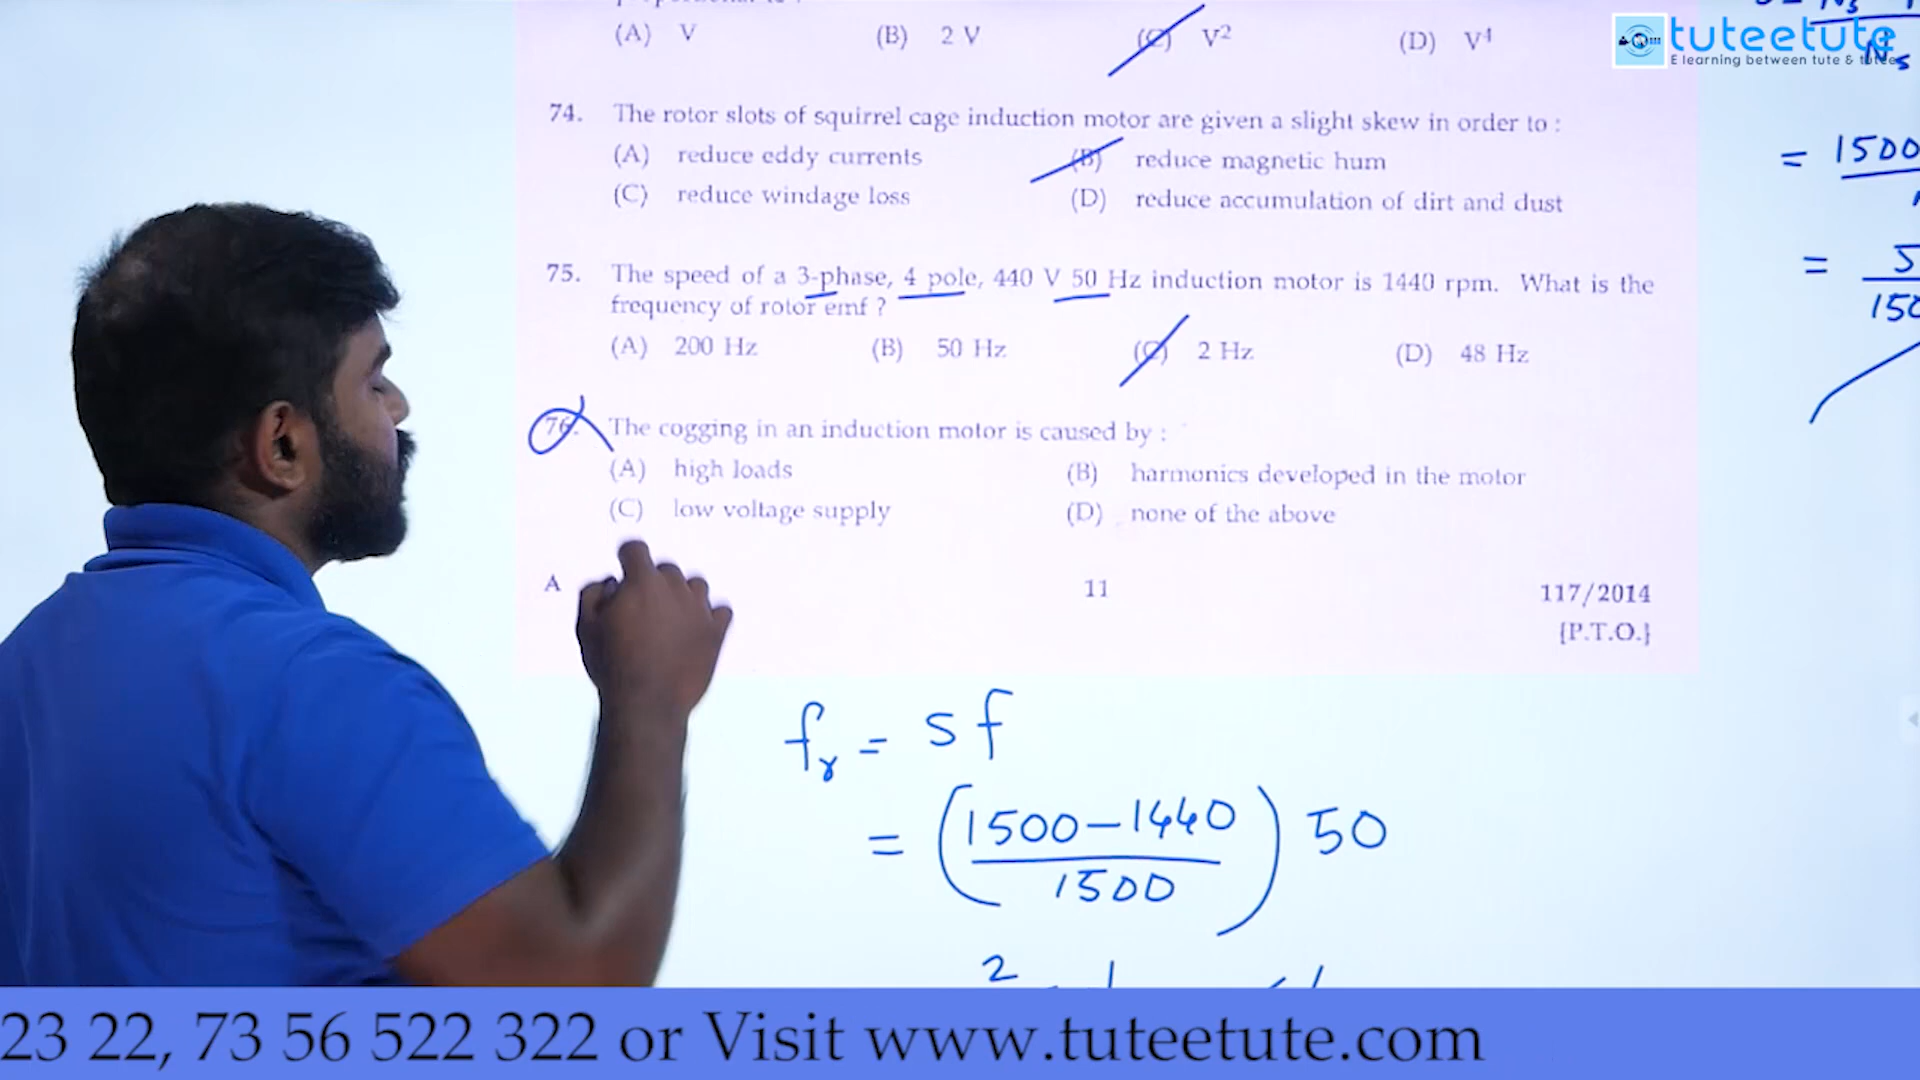 (A) V (B) 2 V (C) V² (D) V⁴
tuteetute
E learning between tute & tutee
Ns
74. The rotor slots of squirrel cage induction motor are given a slight skew in order to :
(A) reduce eddy currents (B) reduce magnetic hum
(C) reduce windage loss (D) reduce accumulation of dirt and dust
= 1500
= 5
150
75. The speed of a 3-phase, 4 pole, 440 V 50 Hz induction motor is 1440 rpm. What is the
frequency of rotor emf ?
(A) 200 Hz (B) 50 Hz (C) 2 Hz (D) 48 Hz
76. The cogging in an induction motor is caused by :
(A) high loads (B) harmonics developed in the motor
(C) low voltage supply (D) none of the above
A 11 117/2014
[P.T.O.]
fr = sf
= (1500-1440
1500) 50
2
23 22, 73 56 522 322 or Visit www.tuteetute.com